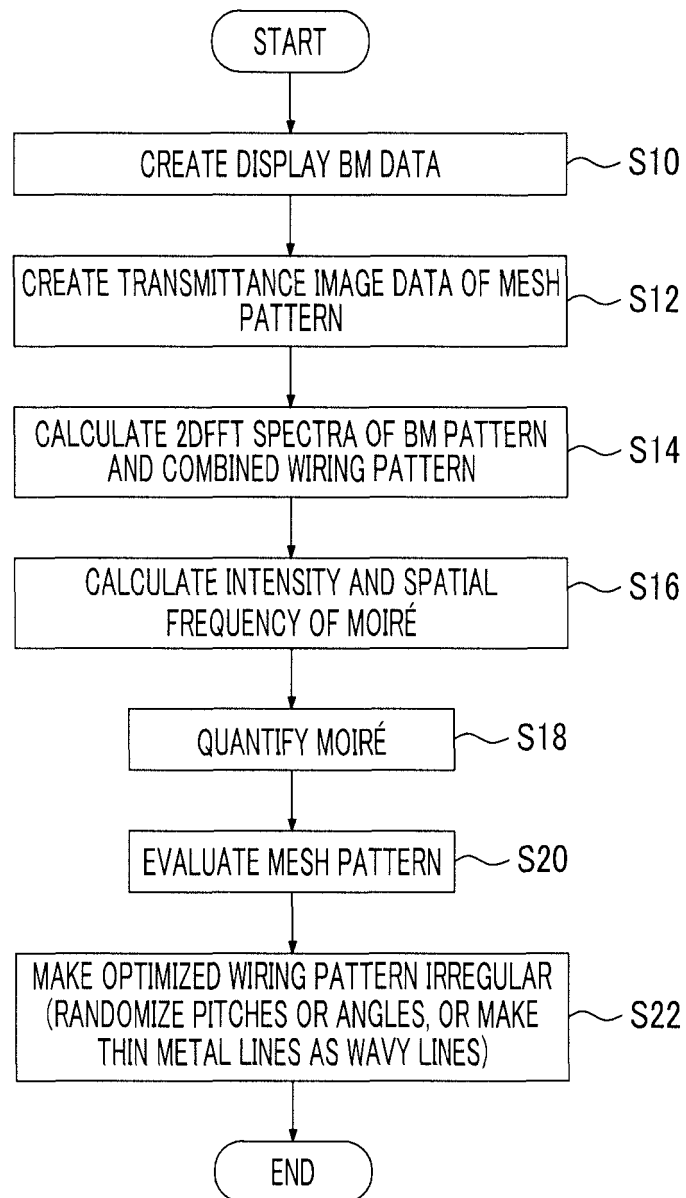 START
CREATE DISPLAY BM DATA
S10
CREATE TRANSMITTANCE IMAGE DATA OF MESH
PATTERN
S12
CALCULATE 2DFFT SPECTRA OF BM PATTERN
AND COMBINED WIRING PATTERN
S14
CALCULATE INTENSITY AND SPATIAL
FREQUENCY OF MOIRÉ
S16
QUANTIFY MOIRÉ
S18
EVALUATE MESH PATTERN
S20
MAKE OPTIMIZED WIRING PATTERN IRREGULAR
(RANDOMIZE PITCHES OR ANGLES, OR MAKE
THIN METAL LINES AS WAVY LINES)
S22
END